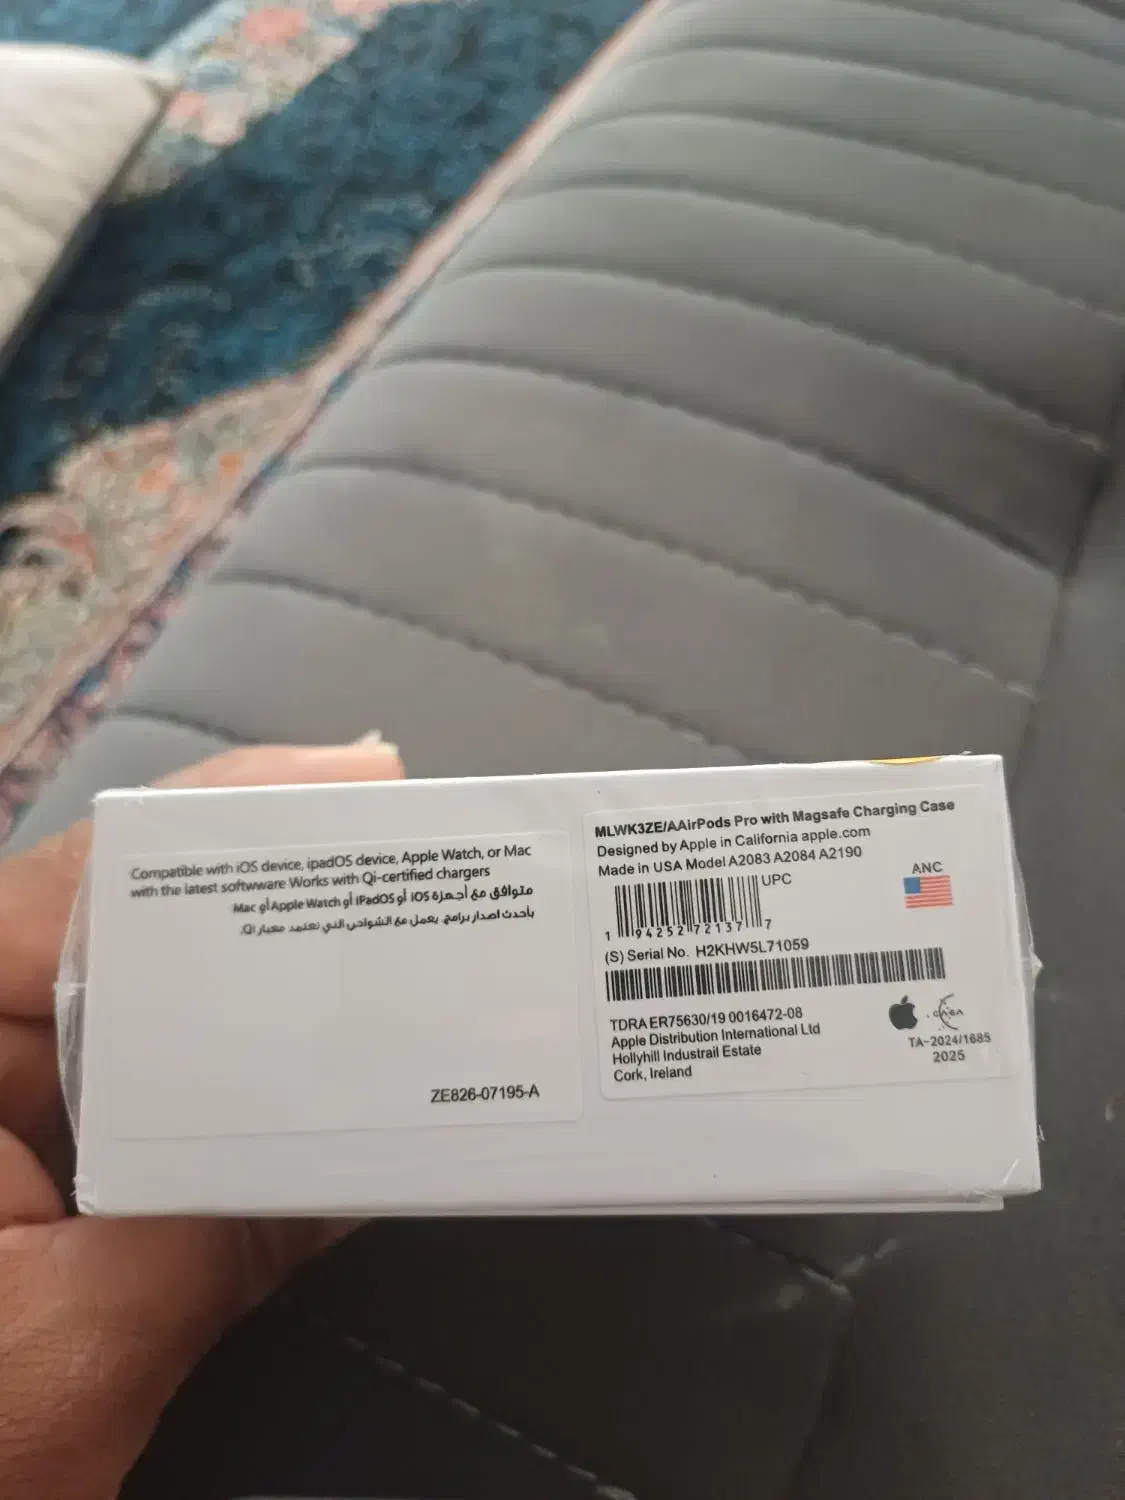 Compatible with iOS device, ipadOS device, Apple Watch, or Mac
with the latest softwware Works with Qi-certified chargers
متوافق مع أجهزة iOS أو iPadOS أو Apple Watch أو Mac
بأحدث اصدار برامج. يعمل مع الشواحن التي تعتمد معيار Qi.
ZE826-07195-A
MLWK3ZE/AAirPods Pro with Magsafe Charging Case
Designed by Apple in California apple.com
Made in USA Model A2083 A2084 A2190
UPC
ANC
1 94252 72137 7
(S) Serial No. H2KHW5L71059
TDRA ER75630/19 0016472-08
Apple Distribution International Ltd
Hollyhill Industrail Estate
Cork, Ireland
TA-2024/1685
2025